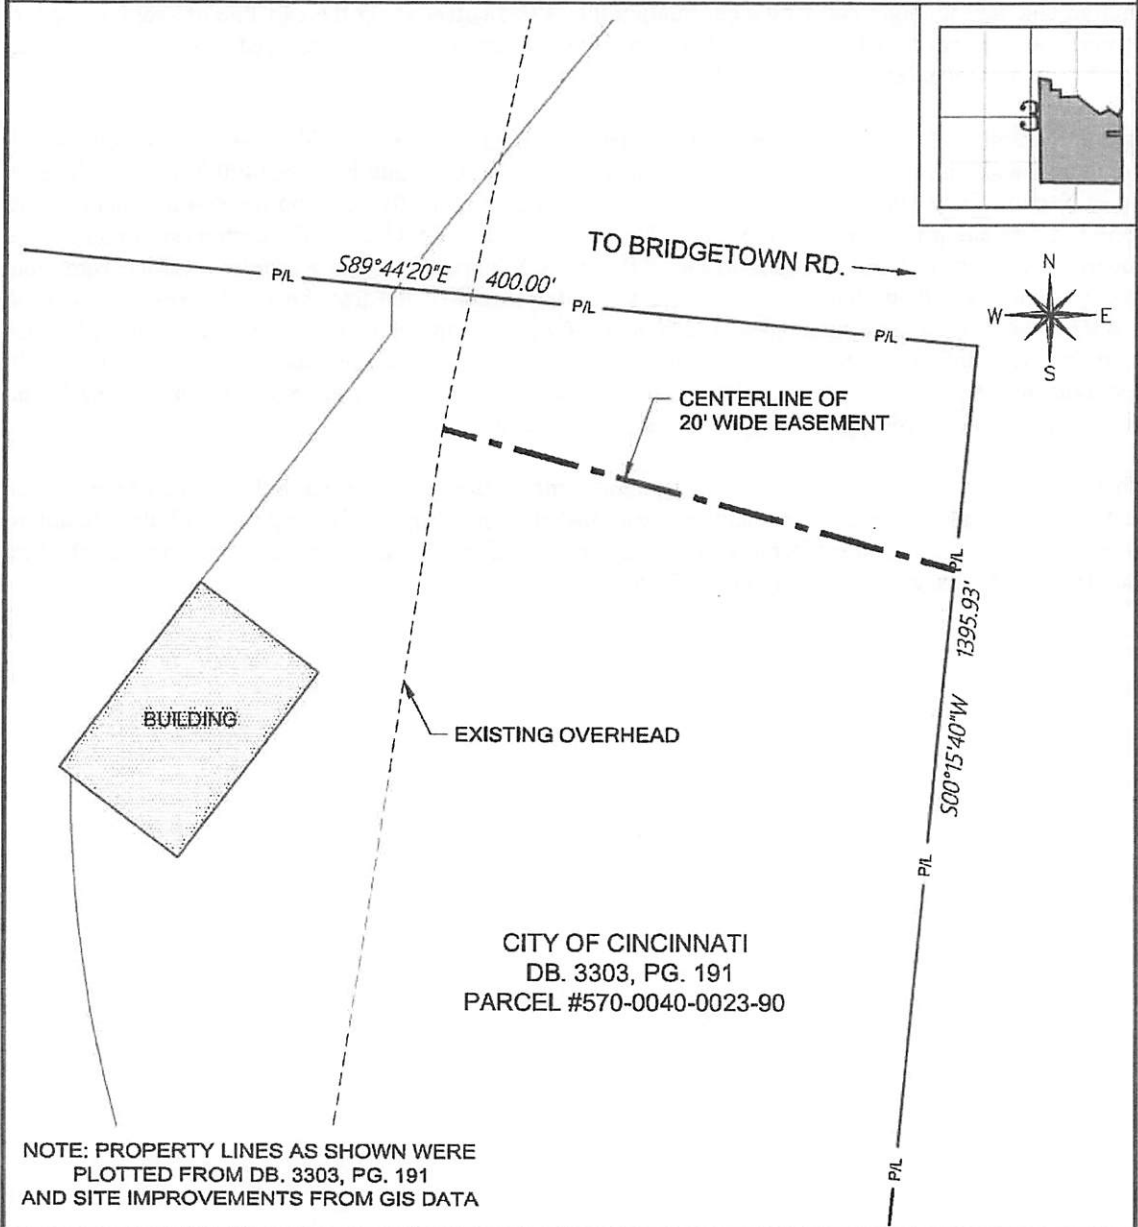 3
TO BRIDGETOWN RD.
N
W E
S
P/L S89°44'20"E 400.00' P/L P/L
CENTERLINE OF
20' WIDE EASEMENT
P/L
1395.93'
S00°15'40"W
BUILDING
EXISTING OVERHEAD
P/L
CITY OF CINCINNATI
DB. 3303, PG. 191
PARCEL #570-0040-0023-90
P/L
NOTE: PROPERTY LINES AS SHOWN WERE
PLOTTED FROM DB. 3303, PG. 191
AND SITE IMPROVEMENTS FROM GIS DATA